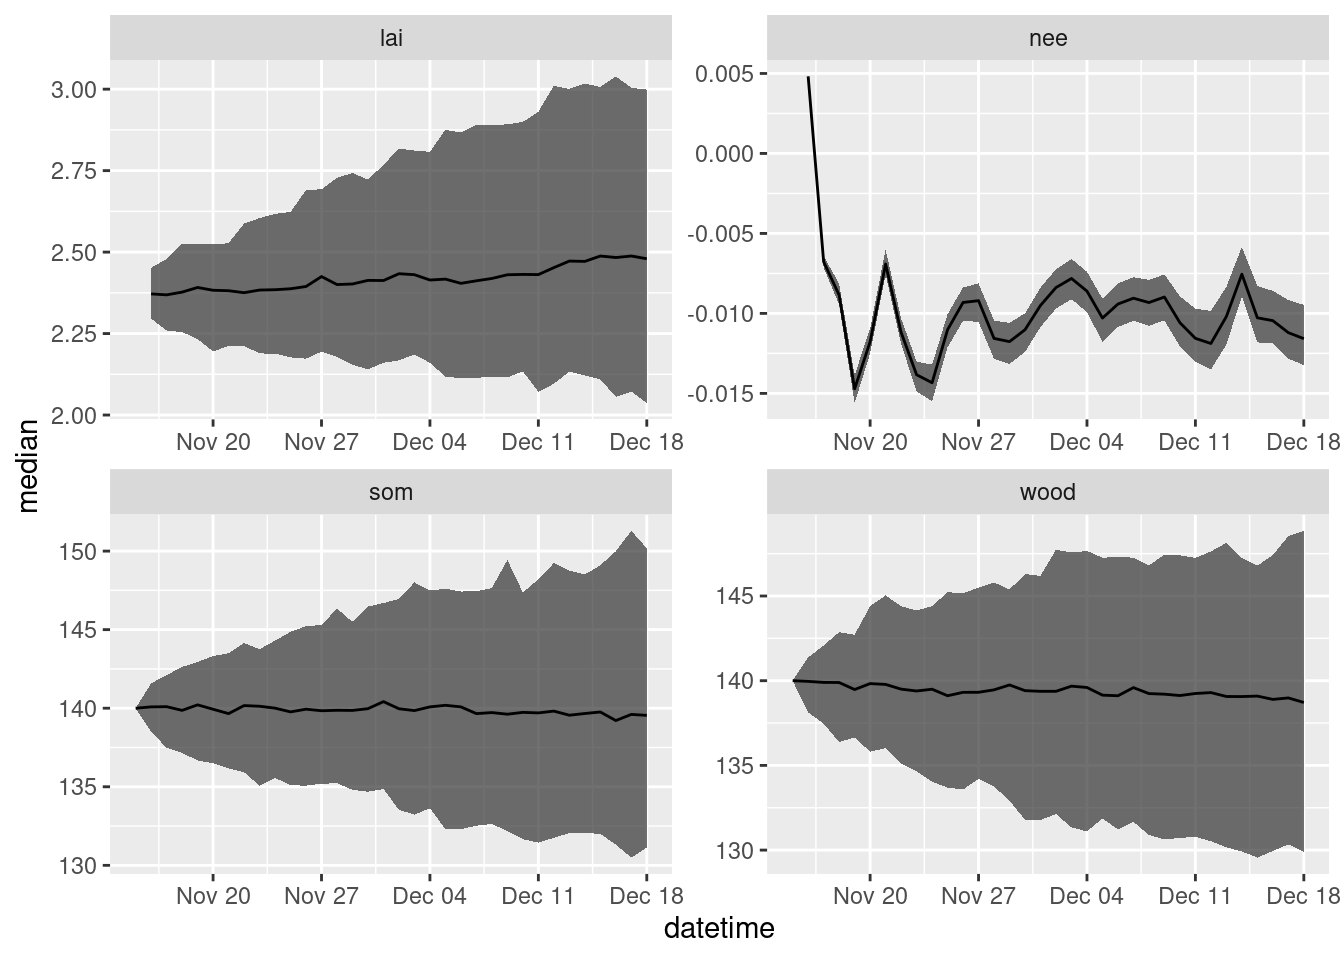 lai
nee
3.00
2.75
2.50
2.25
2.00
0.005
0.000
-0.005
-0.010
-0.015
Nov 20 Nov 27 Dec 04 Dec 11 Dec 18
Nov 20 Nov 27 Dec 04 Dec 11 Dec 18
median
som
wood
150
145
140
135
130
145
140
135
130
Nov 20 Nov 27 Dec 04 Dec 11 Dec 18
Nov 20 Nov 27 Dec 04 Dec 11 Dec 18
datetime